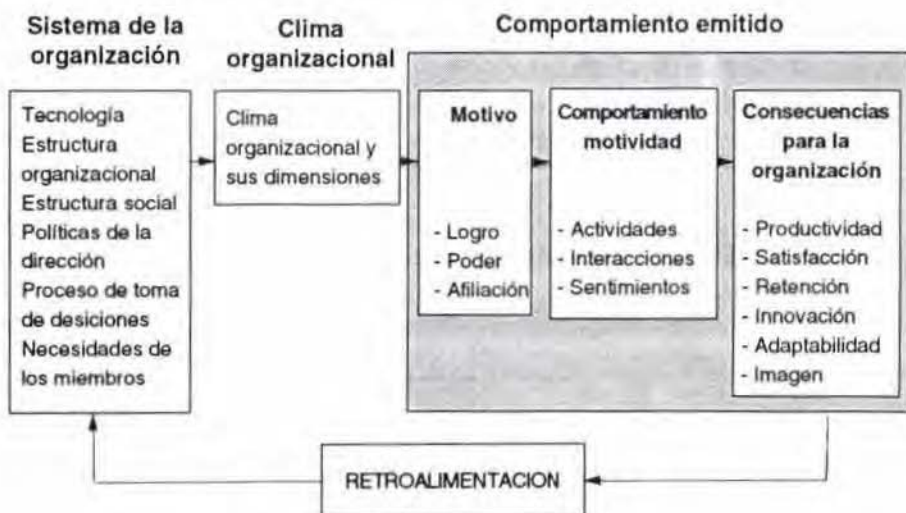 Sistema de la
organización
Tecnología
Estructura
organizacional
Estructura social
Políticas de la
dirección
Proceso de toma
de desiciones
Necesidades de
los miembros
Clima
organizacional
Clima
organizacional y
sus dimensiones
Comportamiento emitido
Motivo
- Logro
- Poder
- Afiliación
Comportamiento
motividad
- Actividades
- Interacciones
- Sentimientos
Consecuencias
para la
organización
- Productividad
- Satisfacción
- Retención
- Innovación
- Adaptabilidad
- Imagen
RETROALIMENTACION